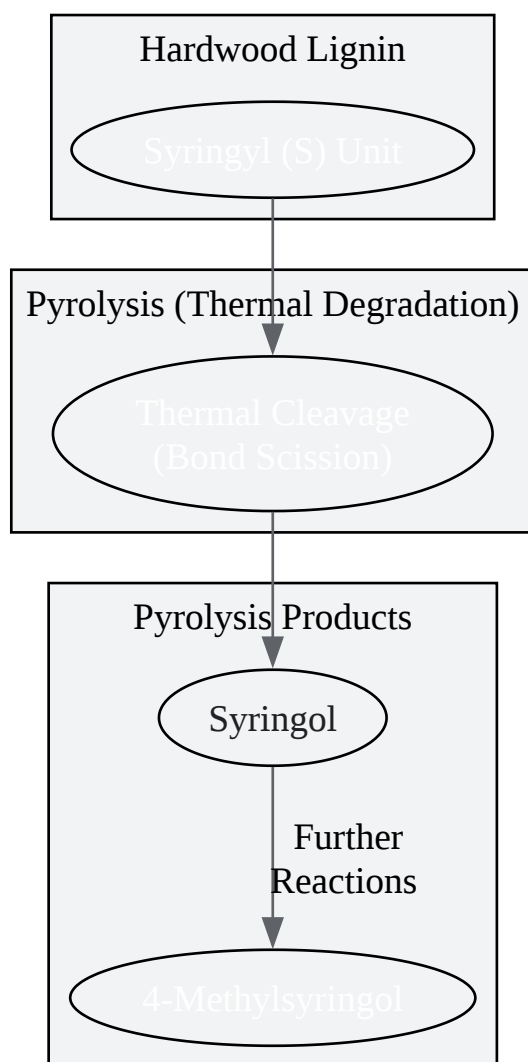 Hardwood Lignin
Syringyl (S) Unit
Pyrolysis (Thermal Degradation)
Thermal Cleavage
(Bond Scission)
Pyrolysis Products
Syringol
Further
Reactions
4-Methylsyringol